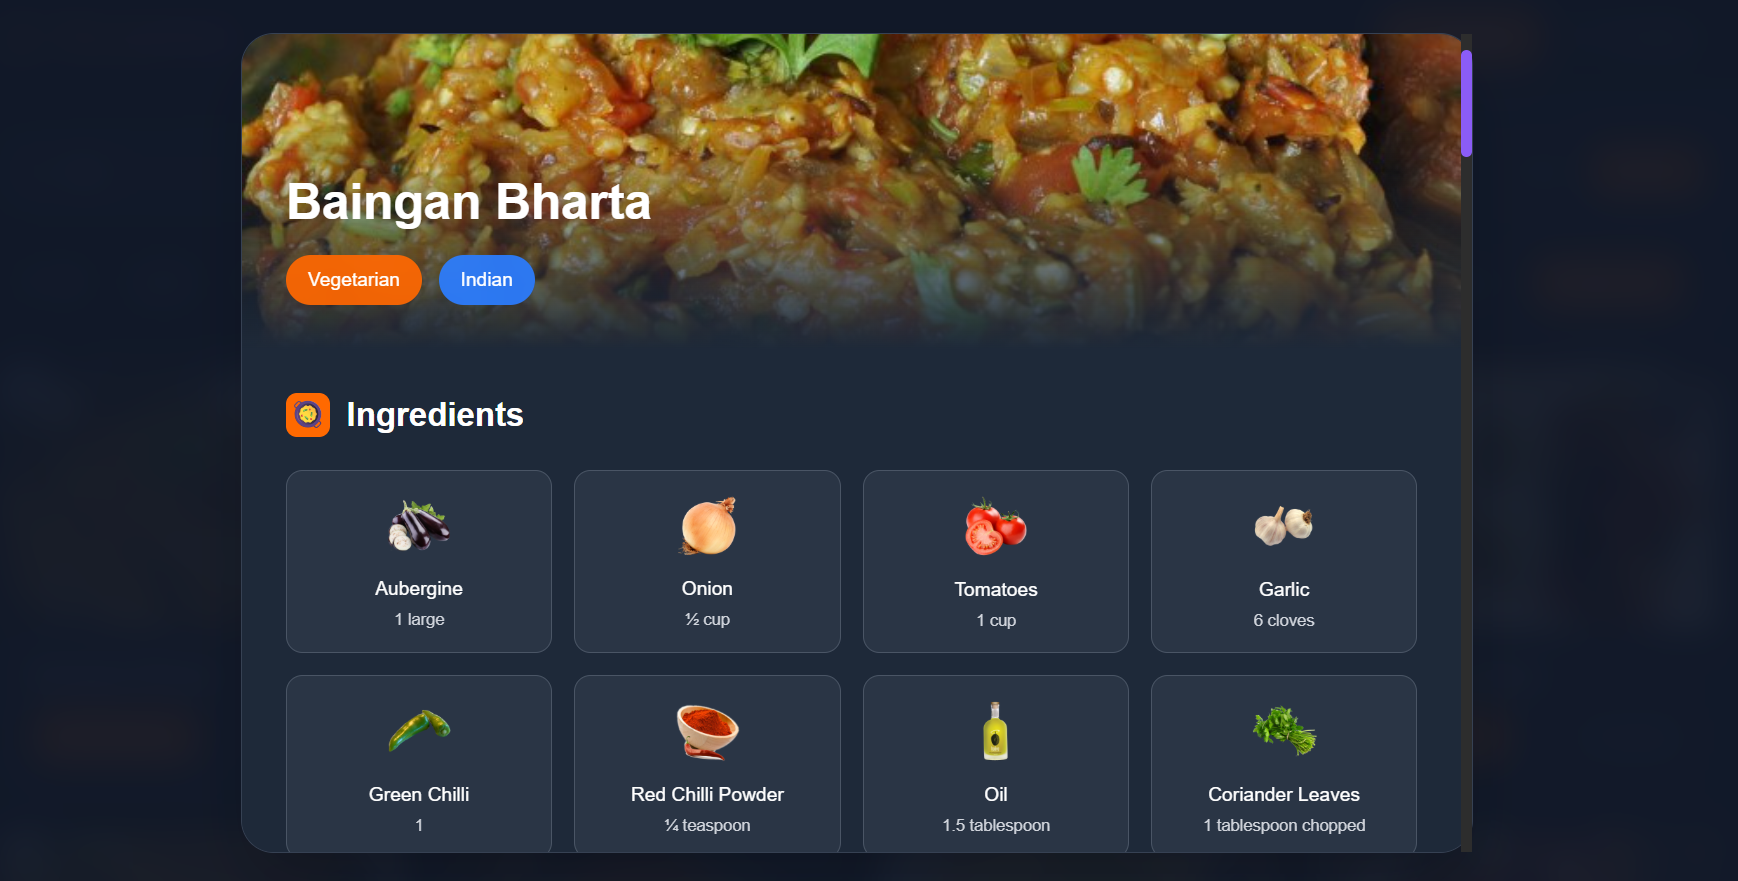 Baingan Bharta
Vegetarian
Indian
Ingredients
Aubergine
1 large
Onion
½ cup
Tomatoes
1 cup
Garlic
6 cloves
Green Chilli
1
Red Chilli Powder
¼ teaspoon
Oil
1.5 tablespoon
Coriander Leaves
1 tablespoon chopped